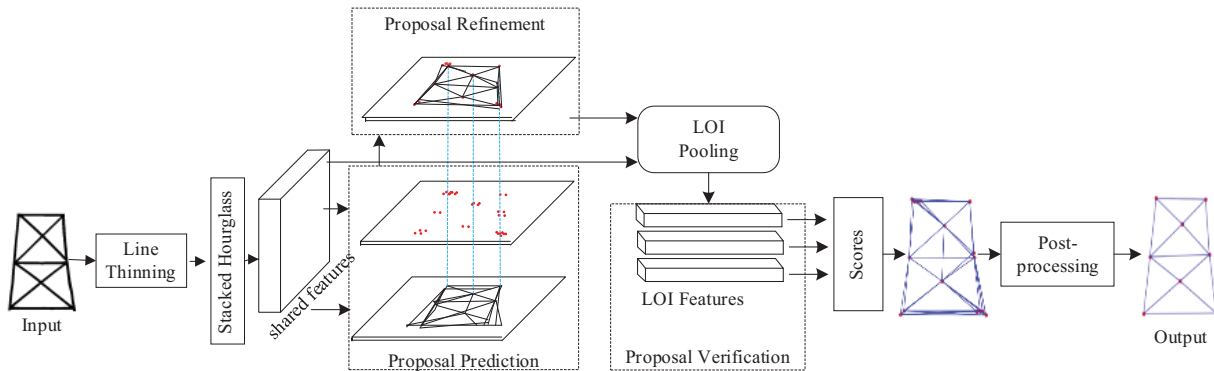 Proposal Refinement
LOI
Pooling
Line
Thinning
Stacked Hourglass
shared features
Input
Proposal Prediction
LOI Features
Proposal Verification
Scores
Post-
processing
Output